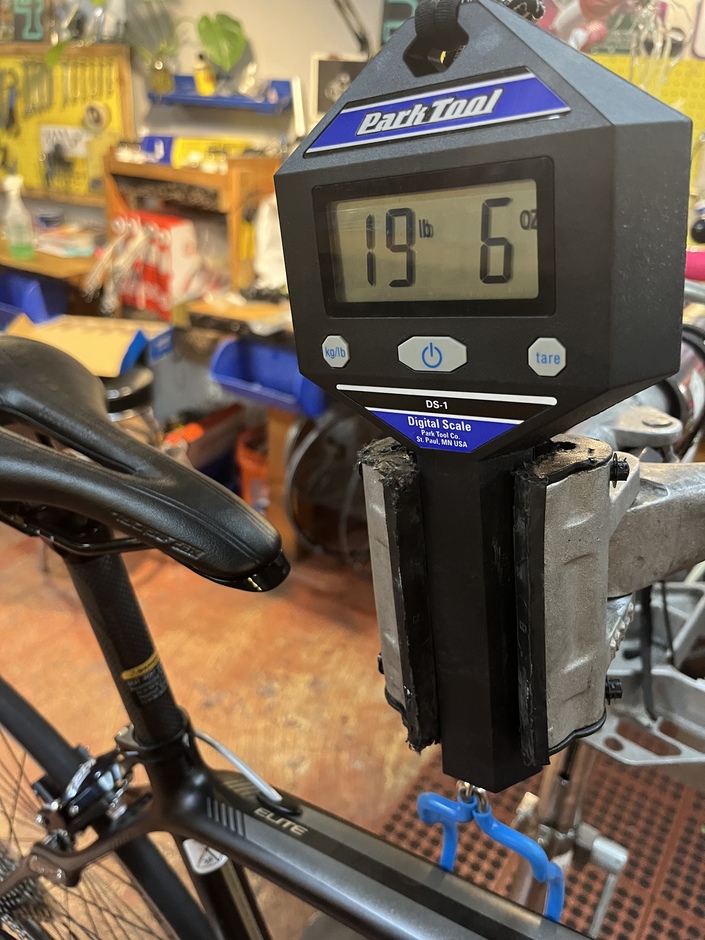 Park Tool
19 lb 6 oz
kg/lb
tare
DS-1
Digital Scale
Park Tool Co.
St. Paul, MN USA
ELITE